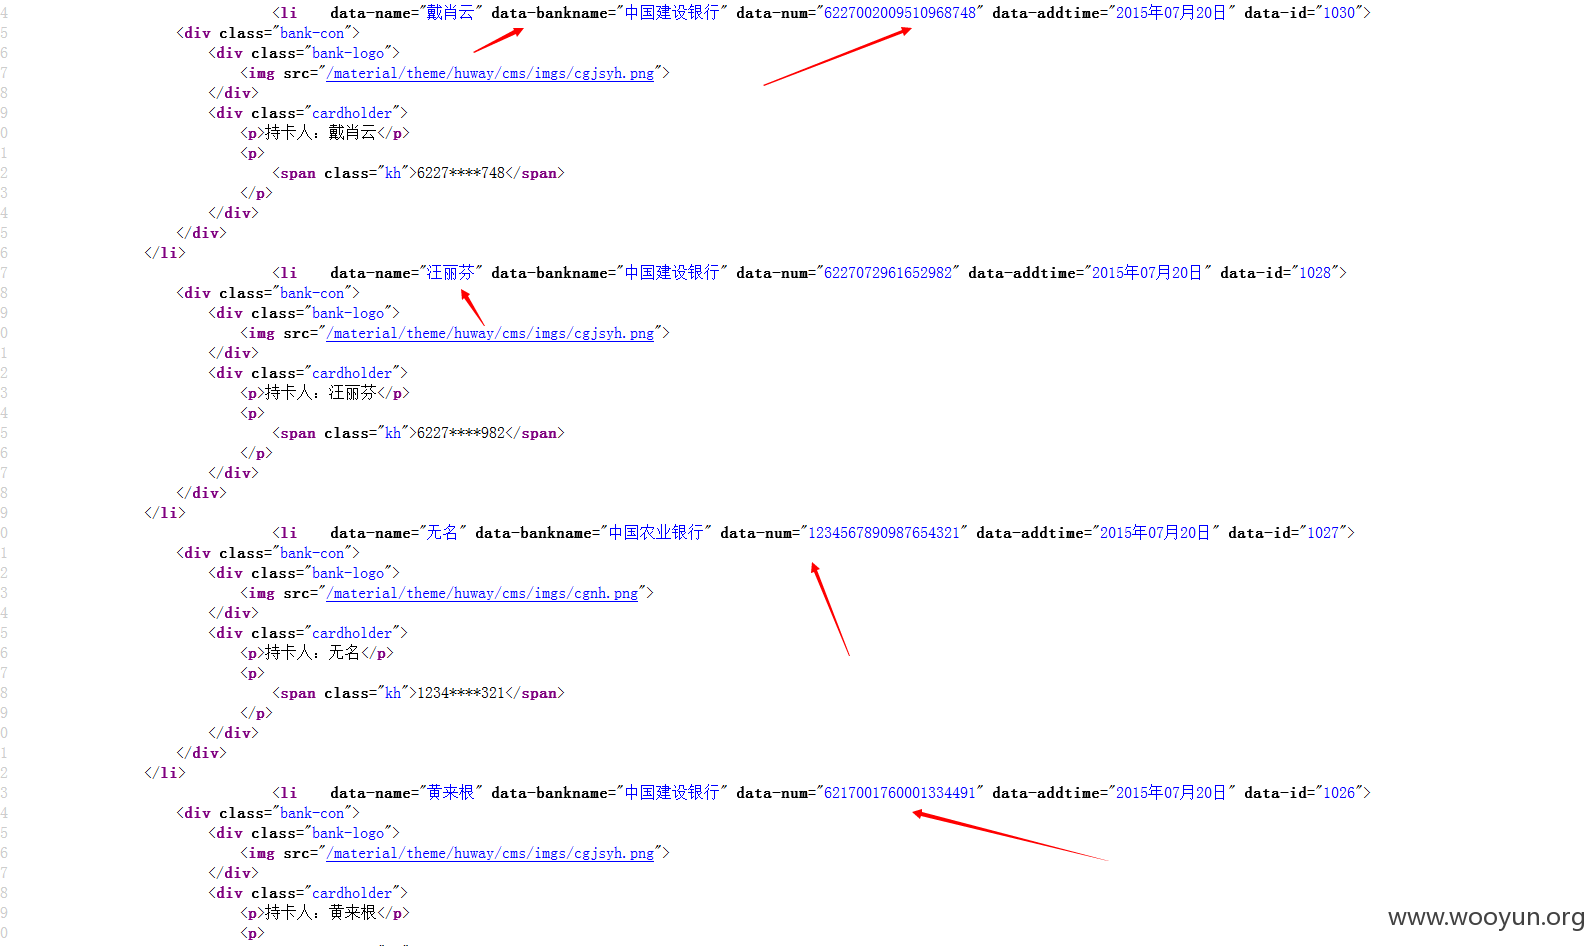 4 <li data-name="戴肖云" data-bankname="中国建设银行" data-num="6227002009510968748" data-addtime="2015年07月20日" data-id="1030">
5 <div class="bank-con">
6 <div class="bank-logo">
7 <img src="/material/theme/huway/cms/imgs/cgjsyh.png">
8 </div>
9 <div class="cardholder">
0 <p>持卡人：戴肖云</p>
1 <p>
2 <span class="kh">6227****748</span>
3 </p>
4 </div>
5 </div>
6 </li>
7 <li data-name="汪丽芬" data-bankname="中国建设银行" data-num="6227072961652982" data-addtime="2015年07月20日" data-id="1028">
8 <div class="bank-con">
9 <div class="bank-logo">
0 <img src="/material/theme/huway/cms/imgs/cgjsyh.png">
1 </div>
2 <div class="cardholder">
3 <p>持卡人：汪丽芬</p>
4 <p>
5 <span class="kh">6227****982</span>
6 </p>
7 </div>
8 </div>
9 </li>
0 <li data-name="无名" data-bankname="中国农业银行" data-num="1234567890987654321" data-addtime="2015年07月20日" data-id="1027">
1 <div class="bank-con">
2 <div class="bank-logo">
3 <img src="/material/theme/huway/cms/imgs/cgnh.png">
4 </div>
5 <div class="cardholder">
6 <p>持卡人：无名</p>
7 <p>
8 <span class="kh">1234****321</span>
9 </p>
0 </div>
1 </div>
2 </li>
3 <li data-name="黄来根" data-bankname="中国建设银行" data-num="6217001760001334491" data-addtime="2015年07月20日" data-id="1026">
4 <div class="bank-con">
5 <div class="bank-logo">
6 <img src="/material/theme/huway/cms/imgs/cgjsyh.png">
7 </div>
8 <div class="cardholder">
9 <p>持卡人：黄来根</p>
0 <p>
www.wooyun.org